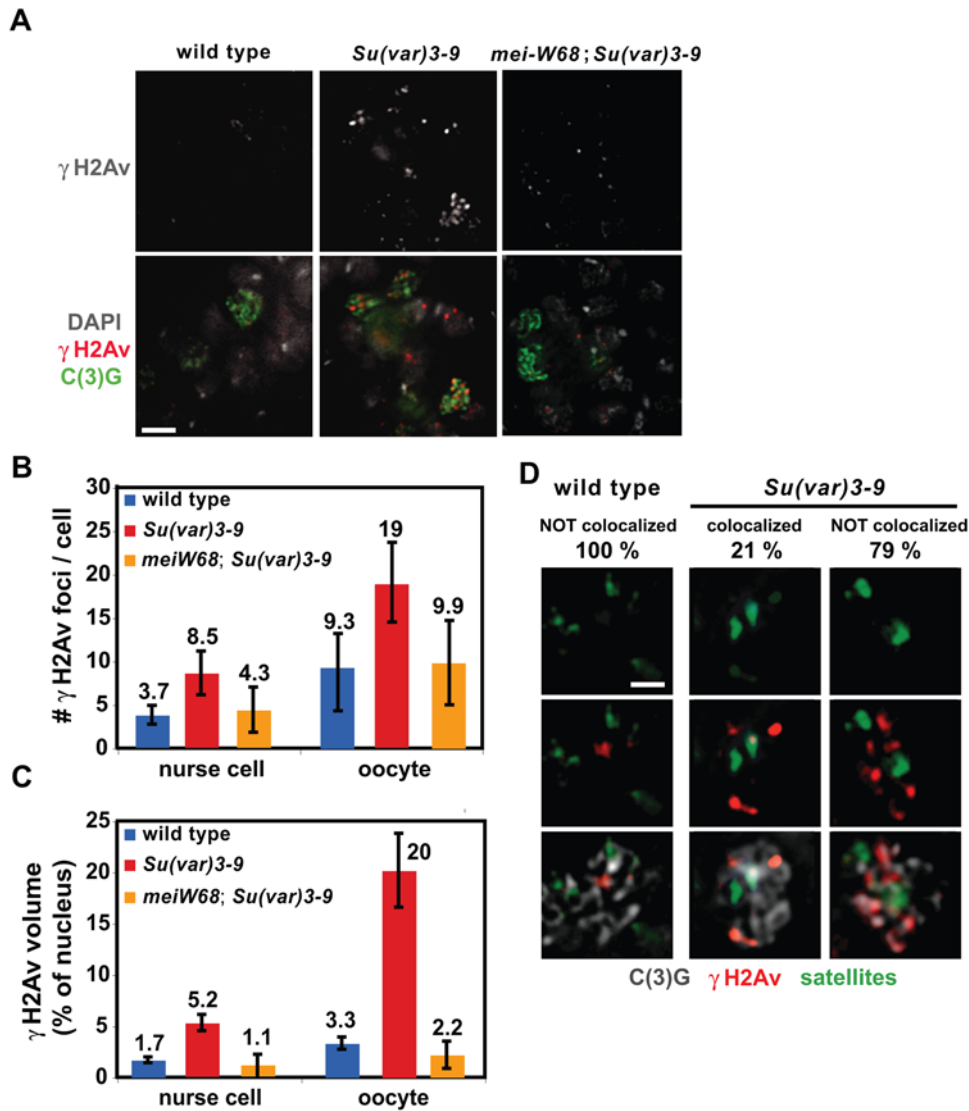 A
wild type
Su(var)3-9
mei-W68; Su(var)3-9
γ H2Av
DAPI
γ H2Av
C(3)G
B
# γ H2Av foci / cell
30
25
20
15
10
5
0
wild type
Su(var)3-9
meiW68; Su(var)3-9
3.7
8.5
4.3
9.3
19
9.9
nurse cell
oocyte
C
γ H2Av volume
(% of nucleus)
25
20
15
10
5
0
wild type
Su(var)3-9
meiW68; Su(var)3-9
1.7
5.2
1.1
3.3
20
2.2
nurse cell
oocyte
D
wild type
Su(var)3-9
NOT colocalized
100 %
colocalized
21 %
NOT colocalized
79 %
C(3)G γ H2Av satellites